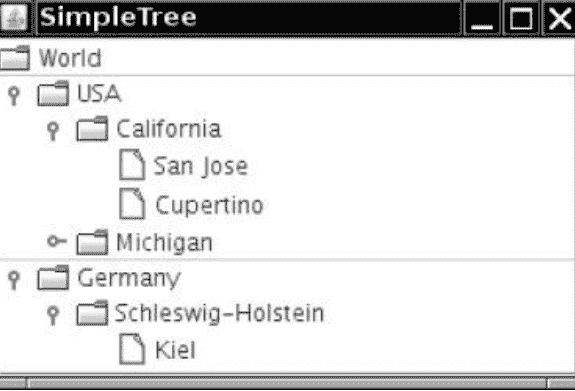 SimpleTree
World
USA
California
San Jose
Cupertino
Michigan
Germany
Schleswig-Holstein
Kiel